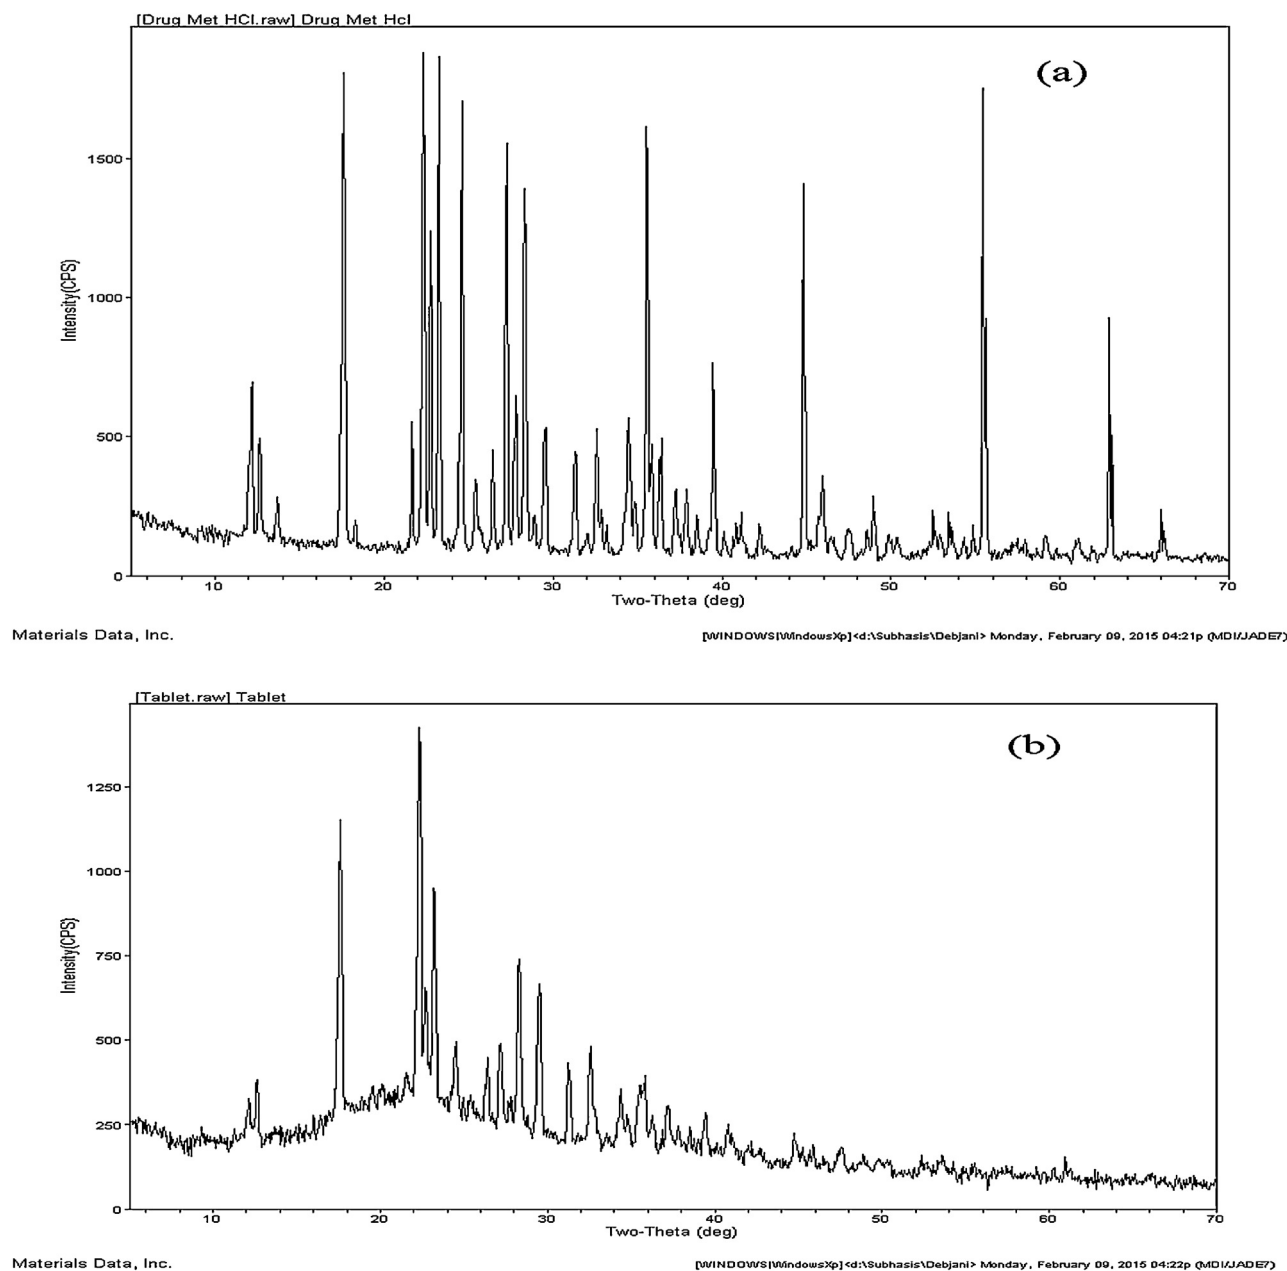 [Drug Met HCl.raw] Drug Met Hcl
(a)
1500
1000
500
0
Intensity(CPS)
10 20 30 40 50 60 70
Two-Theta (deg)
Materials Data, Inc.
[WINDOWS|WindowsXp]<d:\Subhasis\Debjani> Monday, February 09, 2015 04:21p (MDI/JADE7)
[Tablet.raw] Tablet
(b)
1250
1000
750
500
250
0
Intensity(CPS)
10 20 30 40 50 60 70
Two-Theta (deg)
Materials Data, Inc.
[WINDOWS|WindowsXp]<d:\Subhasis\Debjani> Monday, February 09, 2015 04:22p (MDI/JADE7)